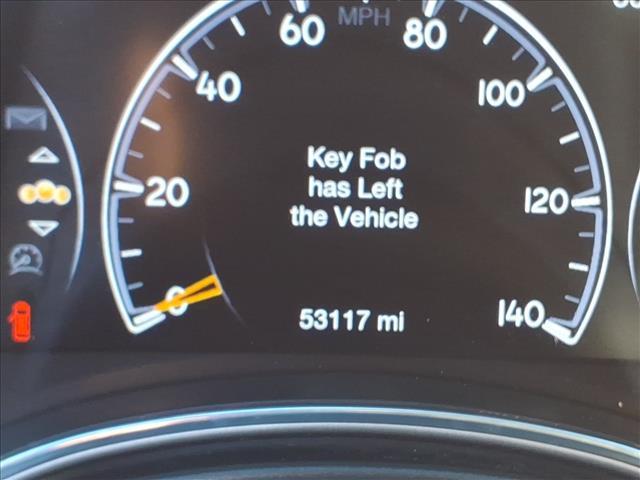 60 MPH 80
40 100
Key Fob
has Left
20 the Vehicle 120
0 53117 mi 140